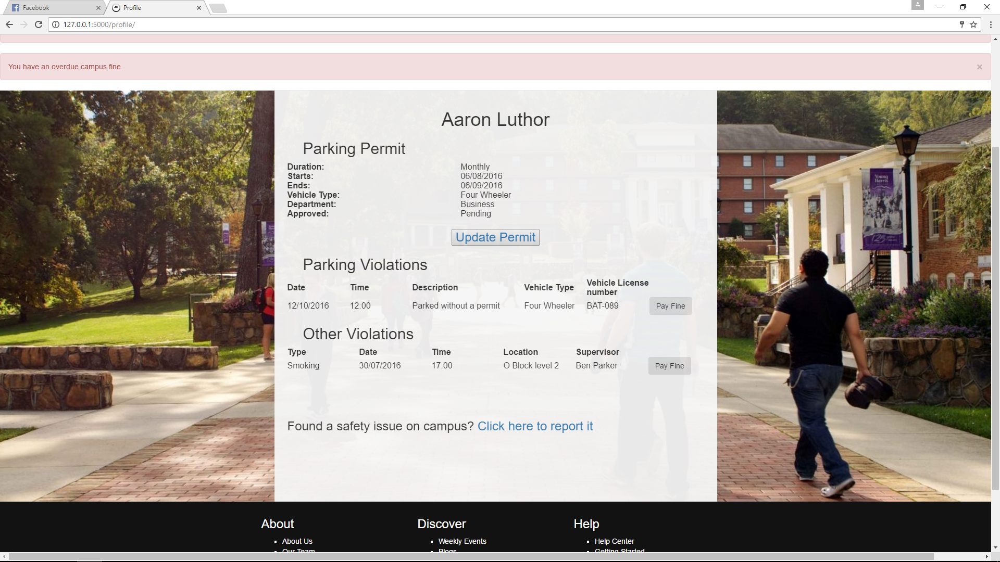 Facebook
Profile
127.0.0.1:5000/profile/
You have an overdue campus fine.
×
Aaron Luthor
Parking Permit
Duration: Monthly
Starts: 06/08/2016
Ends: 06/09/2016
Vehicle Type: Four Wheeler
Department: Business
Approved: Pending
Update Permit
Parking Violations
Date Time Description Vehicle Type Vehicle License number
12/10/2016 12:00 Parked without a permit Four Wheeler BAT-089 Pay Fine
Other Violations
Type Date Time Location Supervisor
Smoking 30/07/2016 17:00 O Block level 2 Ben Parker Pay Fine
Found a safety issue on campus? Click here to report it
Young
Harris
125
About Discover Help
About Us Weekly Events Help Center
Our Team Blogs Getting Started